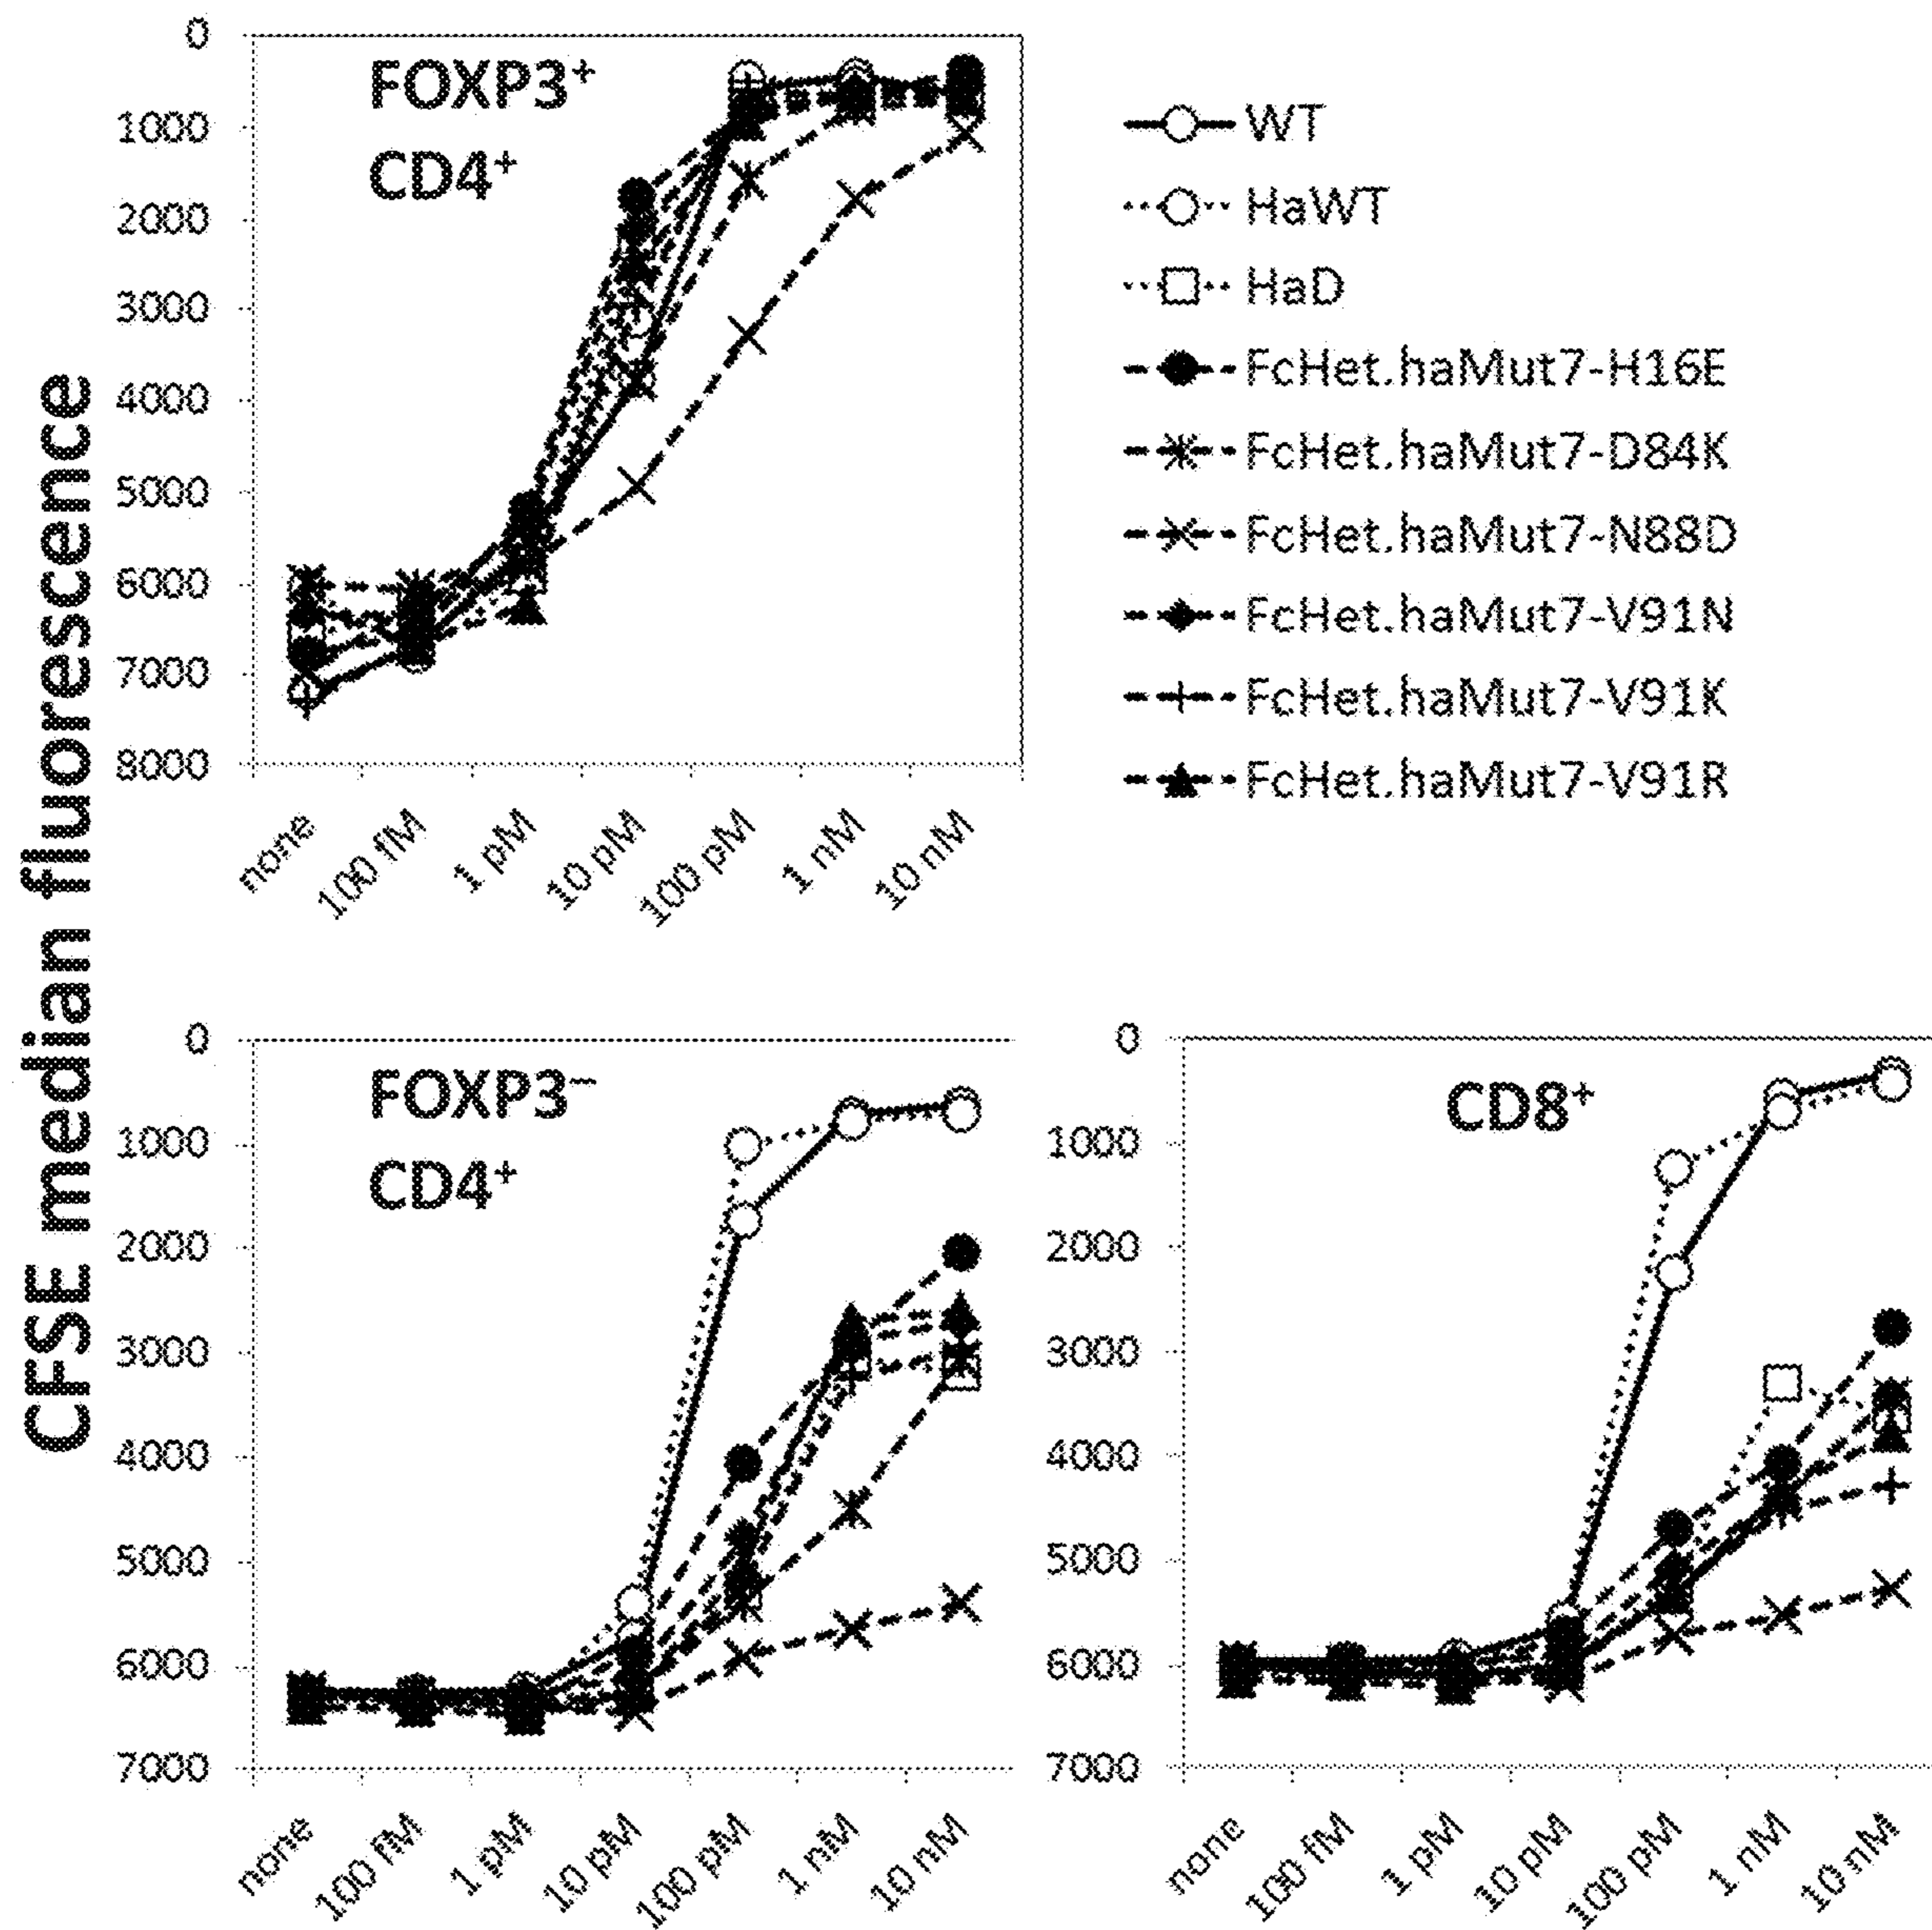 CFSE median fluorescence
0
1000
2000
3000
4000
5000
6000
7000
8000
FOXP3⁺
CD4⁺
none
100 fM
1 pM
10 pM
100 pM
1 nM
10 nM
WT
HaWT
HaD
FcHet.haMut7-H16E
FcHet.haMut7-D84K
FcHet.haMut7-N88D
FcHet.haMut7-V91N
FcHet.haMut7-V91K
FcHet.haMut7-V91R
0
1000
2000
3000
4000
5000
6000
7000
FOXP3⁻
CD4⁺
none
100 fM
1 pM
10 pM
100 pM
1 nM
10 nM
0
1000
2000
3000
4000
5000
6000
7000
CD8⁺
none
100 fM
1 pM
10 pM
100 pM
1 nM
10 nM